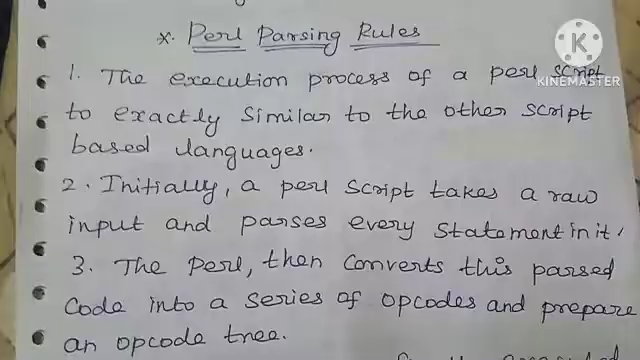 *. Perl Parsing Rules
K
KINEMASTER
1. The execution process of a perl script
to exactly similar to the other script
based languages.
2. Initially, a perl script takes a raw
input and parses every statement in it,
3. The perl, then converts this parsed
code into a series of opcodes and prepare
an opcode tree.